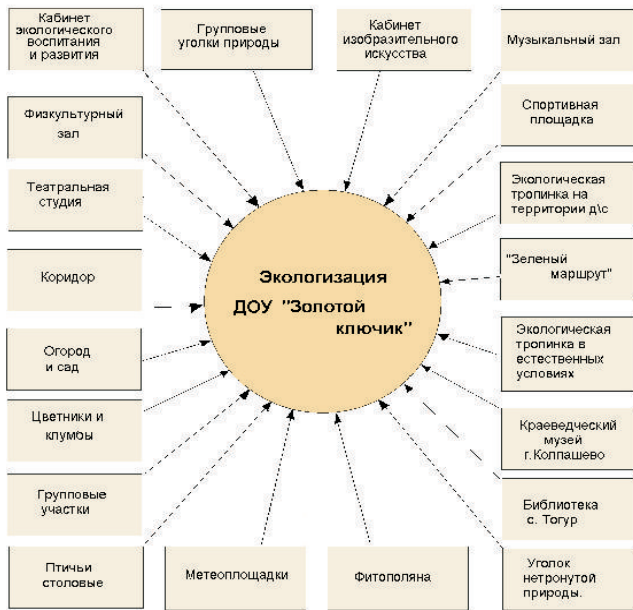 Кабинет
экологического
воспитания
и развития
Групповые
уголки природы
Кабинет
изобразительного
искусства
Музыкальный зал
Физкультурный
зал
Спортивная
площадка
Театральная
студия
Экологическая
тропинка на
территории д\с
Коридор
Экологизация
ДОУ "Золотой
ключик"
"Зеленый
маршрут"
Огород
и сад
Экологическая
тропинка в
естественных
условиях
Цветники и
клумбы
Краеведческий
музей
г.Колпашево
Групповые
участки
Библиотека
с. Тогур
Птичьи
столовые
Метеоплощадки
Фитополяна
Уголок
нетронутой
природы.